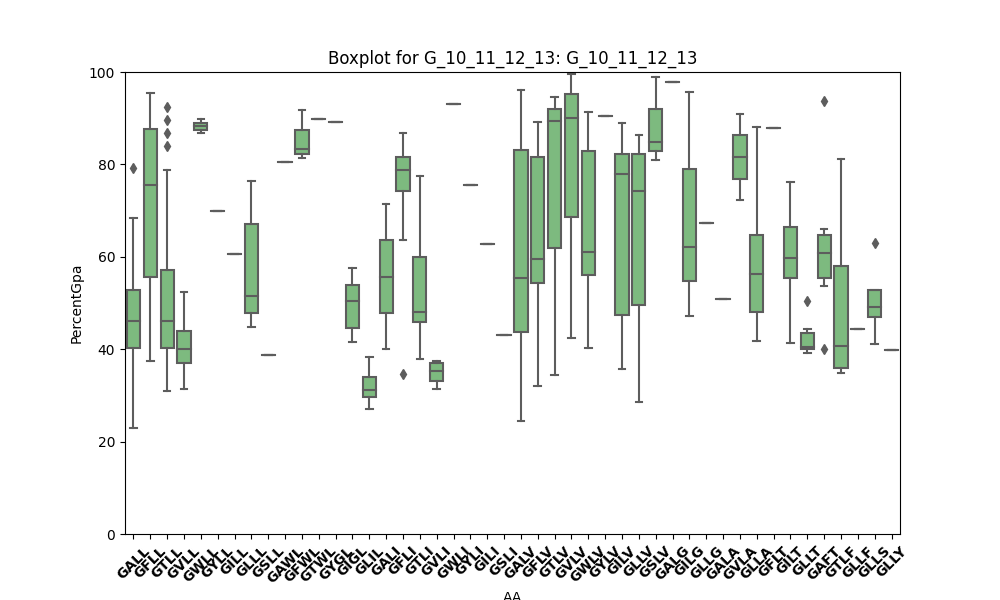 Boxplot for G_10_11_12_13: G_10_11_12_13
100
80
60
40
20
0
PercentGpa
GALL GFLL GTLL GVLL GWLL GYLL GILL GLLL GSLL GAWL GFWL GTWL GYGL GIGL GALI GFLI GTLI GVLI GWLI GYLI GILI GSLI GALV GFLV GTLV GVLV GWLV GYLV GILV GLLV GSLV GALG GILG GLLG GALA GVLA GLLA GFLT GILT GLLT GAFT GTLF GLLF GLLS GLLY
AA